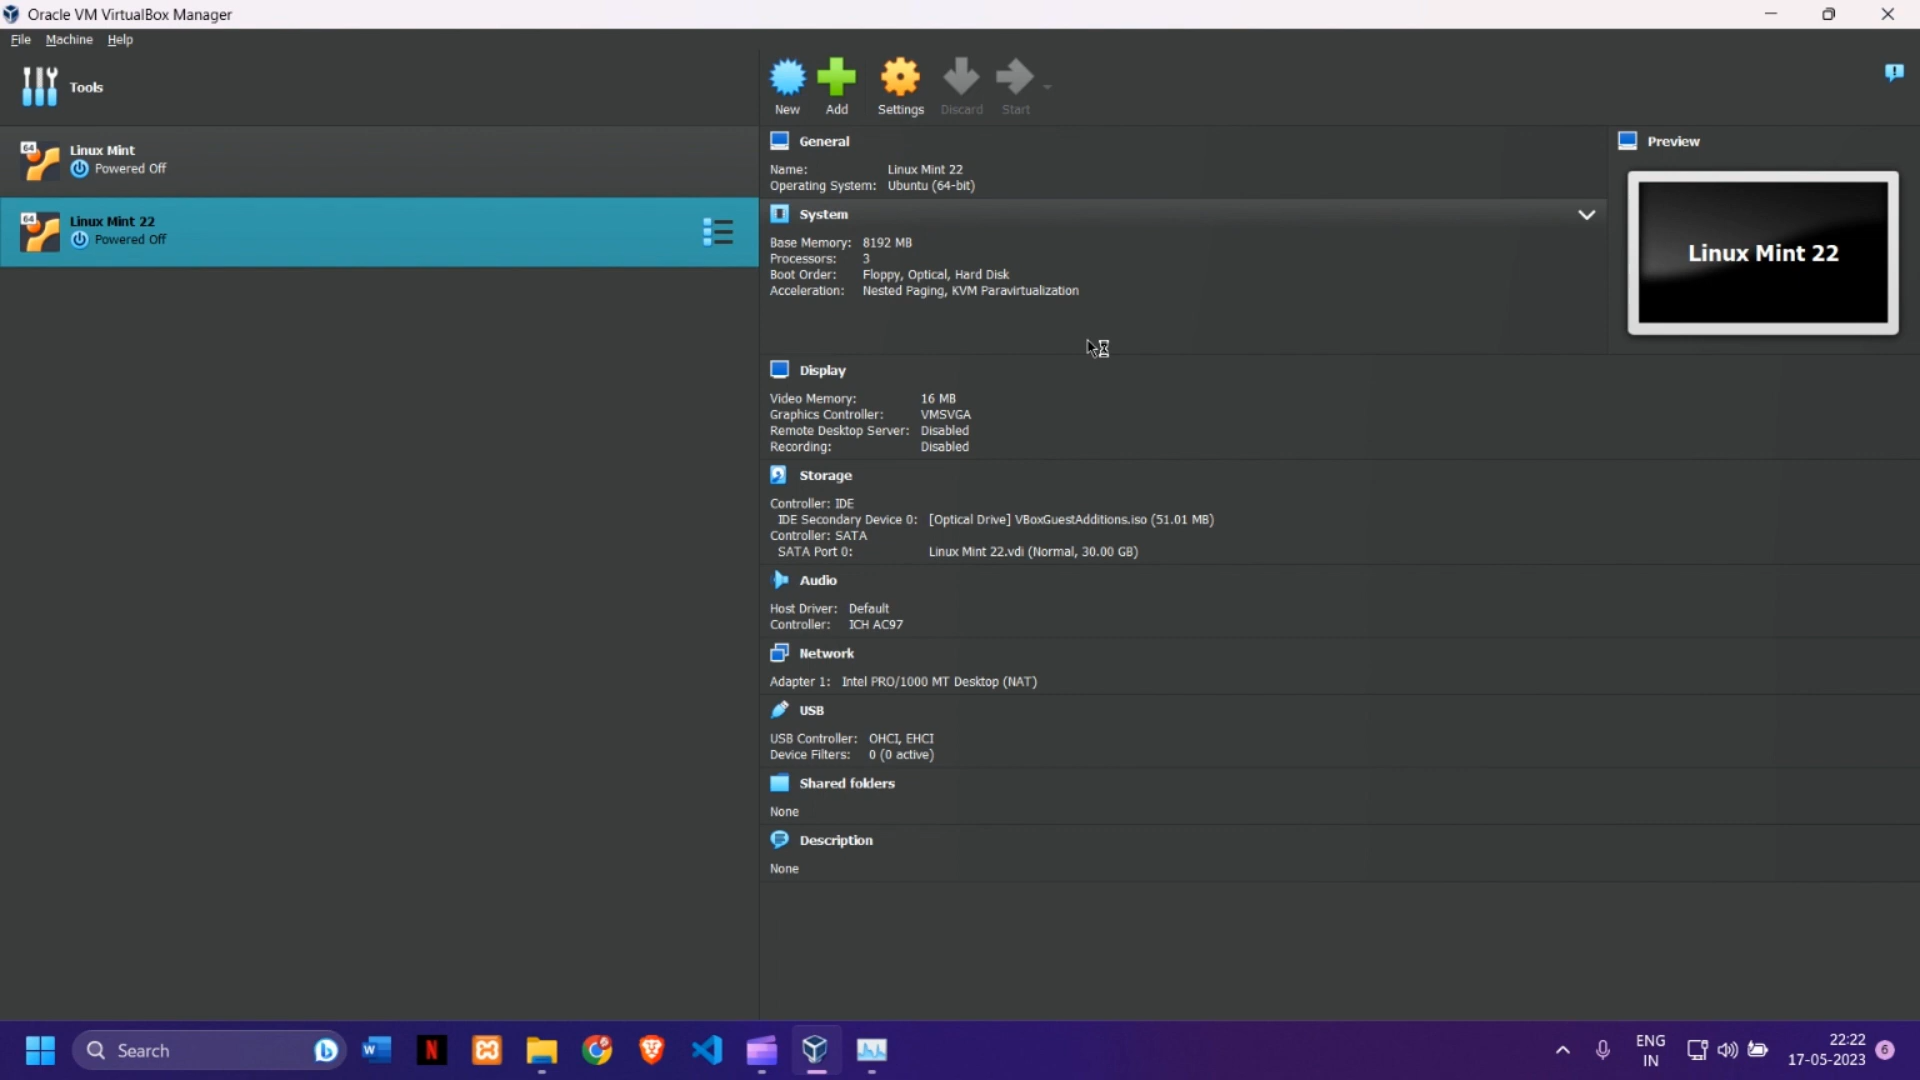 Oracle VM VirtualBox Manager
File Machine Help
Tools
New Add Settings Discard Start
64 Linux Mint
Powered Off
64 Linux Mint 22
Powered Off
General
Name: Linux Mint 22
Operating System: Ubuntu (64-bit)
System
Base Memory: 8192 MB
Processors: 3
Boot Order: Floppy, Optical, Hard Disk
Acceleration: Nested Paging, KVM Paravirtualization
Preview
Linux Mint 22
Display
Video Memory: 16 MB
Graphics Controller: VMSVGA
Remote Desktop Server: Disabled
Recording: Disabled
Storage
Controller: IDE
IDE Secondary Device 0: [Optical Drive] VBoxGuestAdditions.iso (51.01 MB)
Controller: SATA
SATA Port 0: Linux Mint 22.vdi (Normal, 30.00 GB)
Audio
Host Driver: Default
Controller: ICH AC97
Network
Adapter 1: Intel PRO/1000 MT Desktop (NAT)
USB
USB Controller: OHCI, EHCI
Device Filters: 0 (0 active)
Shared folders
None
Description
None
Search
ENG
IN
22:22
17-05-2023
6